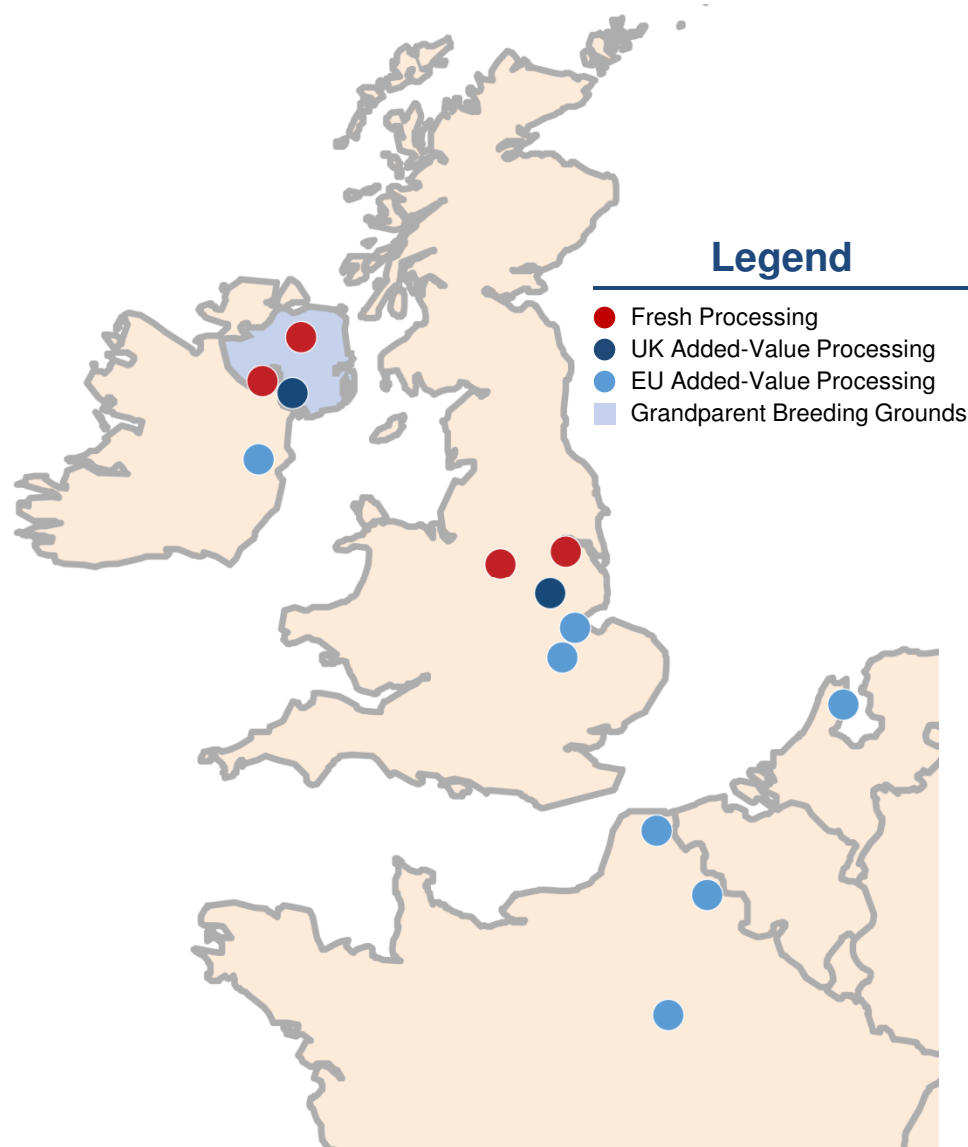 Legend
Fresh Processing
UK Added-Value Processing
EU Added-Value Processing
Grandparent Breeding Grounds